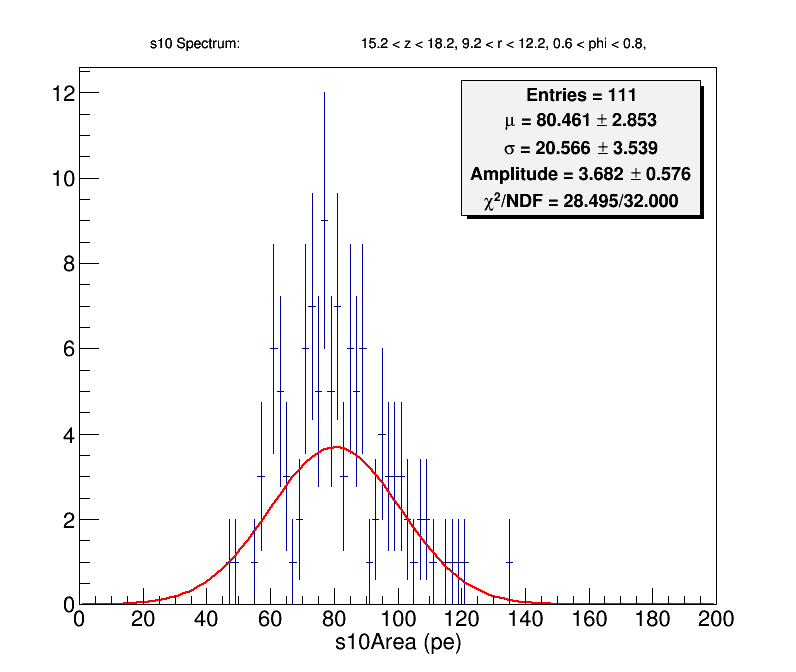 s10 Spectrum: 15.2 < z < 18.2, 9.2 < r < 12.2, 0.6 < phi < 0.8,
Entries = 111
μ = 80.461 ± 2.853
σ = 20.566 ± 3.539
Amplitude = 3.682 ± 0.576
χ²/NDF = 28.495/32.000
12
10
8
6
4
2
0
0 20 40 60 80 100 120 140 160 180 200
s10Area (pe)